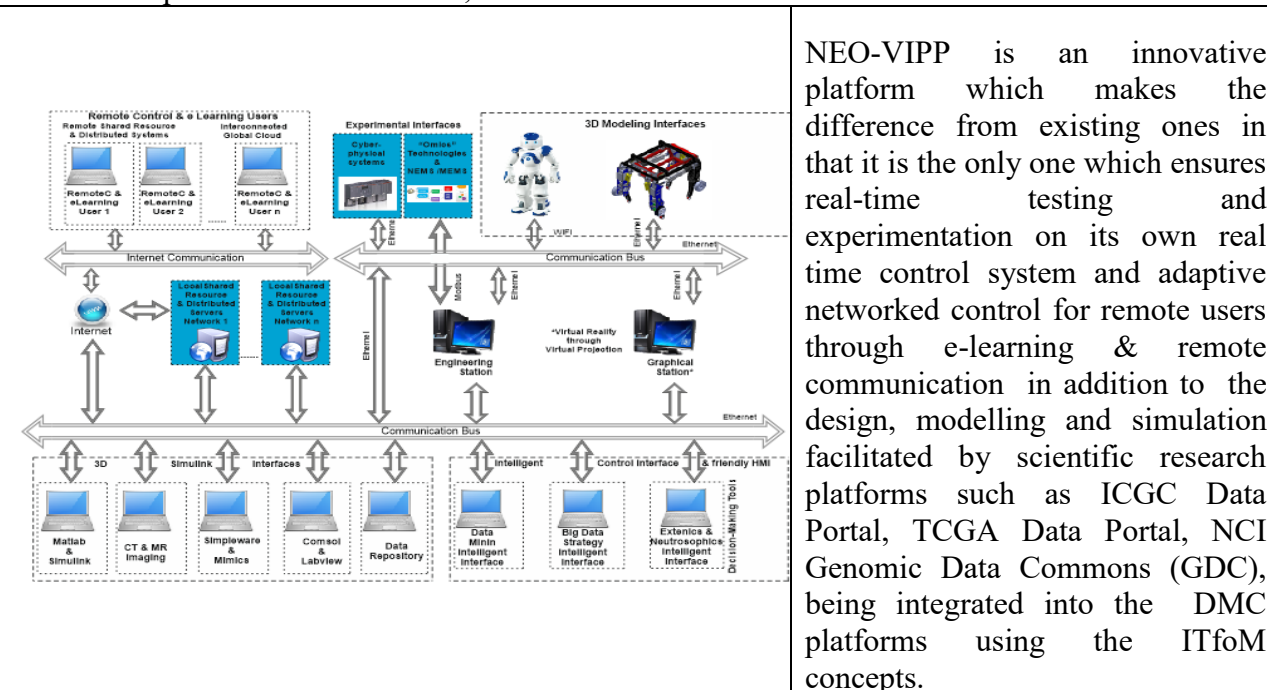 Remote Control & e Learning Users
Remote Shared Resource
& Distributed Systems
Interconnected
Global Cloud
RemoteC &
eLearning
User 1
RemoteC &
eLearning
User 2
......
RemoteC &
eLearning
User n
Experimental Interfaces
Cyber-
physical
systems
"Omics"
Technologies
&
NEMS /MEMS
3D Modeling Interfaces
WIFI
Ethernet
Ethernet
Internet Communication
Communication Bus
Internet
Local Shared
Resource
& Distributed
Servers
Network 1
......
Local Shared
Resource
& Distributed
Servers
Network n
Ethernet
Modbus
Ethernet
Ethernet
Engineering
Station
*Virtual Reality
through
Virtual Projection
Graphical
Station*
Ethernet
Communication Bus
3D Simulink Interfaces
Matlab
&
Simulink
CT & MR
Imaging
Simpleware
&
Mimics
Comsol
&
Labview
Data
Repository
Intelligent Control Interface & friendly HMI
Data
Minin
Intelligent
Interface
Big Data
Strategy
Intelligent
Interface
Extenics &
Neutrosophics
Intelligent
Interface
Decision-Making Tools
NEO-VIPP is an innovative
platform which makes the
difference from existing ones in
that it is the only one which ensures
real-time testing and
experimentation on its own real
time control system and adaptive
networked control for remote users
through e-learning & remote
communication in addition to the
design, modelling and simulation
facilitated by scientific research
platforms such as ICGC Data
Portal, TCGA Data Portal, NCI
Genomic Data Commons (GDC),
being integrated into the DMC
platforms using the ITfoM
concepts.